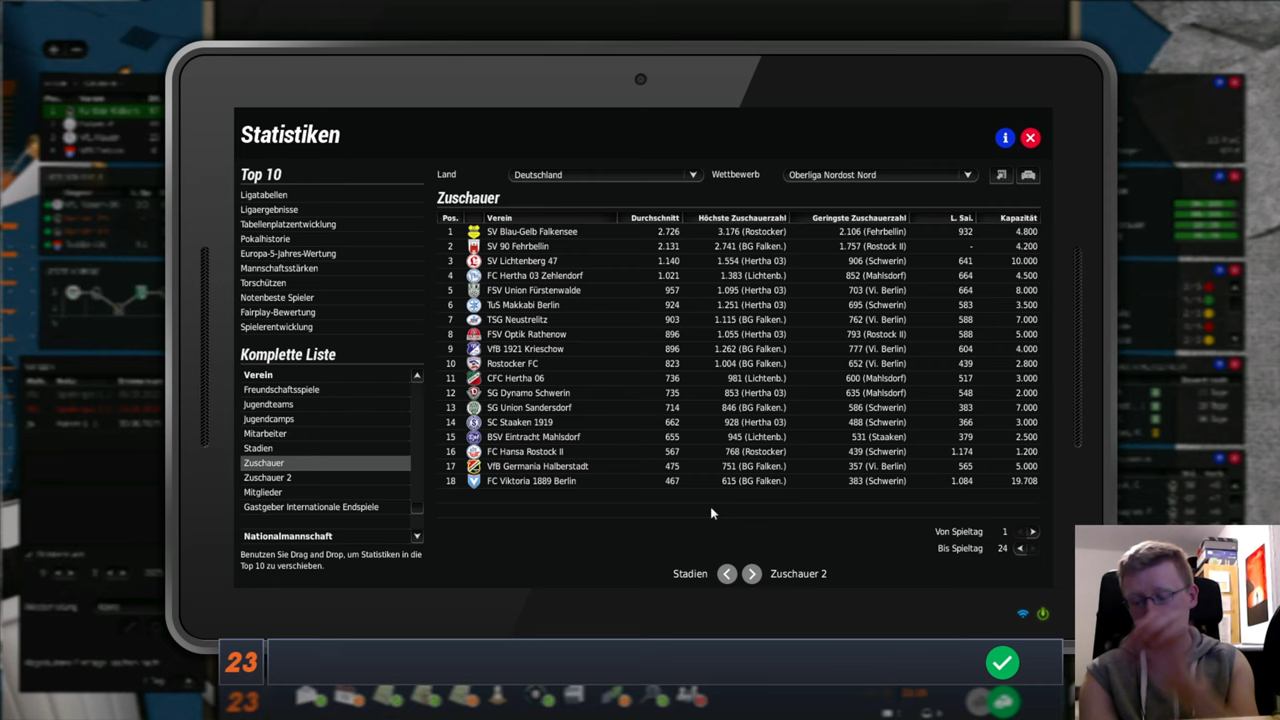 Statistiken
Top 10
Ligatabellen
Ligaergebnisse
Tabellenplatzentwicklung
Pokalhistorie
Europa-5-Jahres-Wertung
Mannschaftsstärken
Torschützen
Notenbeste Spieler
Fairplay-Bewertung
Spielerentwicklung
Komplette Liste
Verein
Freundschaftsspiele
Jugendteams
Jugendcamps
Mitarbeiter
Stadien
Zuschauer
Zuschauer 2
Mitglieder
Gastgeber Internationale Endspiele
Nationalmannschaft
Benutzen Sie Drag and Drop, um Statistiken in die
Top 10 zu verschieben.
Land Deutschland Wettbewerb Oberliga Nordost Nord
Zuschauer
Pos. Verein Durchschnitt Höchste Zuschauerzahl Geringste Zuschauerzahl L. Sai. Kapazität
1 SV Blau-Gelb Falkensee 2.726 3.176 (Rostocker) 2.106 (Fehrbellin) 932 4.800
2 SV 90 Fehrbellin 2.131 2.741 (BG Falken.) 1.757 (Rostock II) - 4.200
3 SV Lichtenberg 47 1.140 1.554 (Hertha 03) 906 (Schwerin) 641 10.000
4 FC Hertha 03 Zehlendorf 1.021 1.383 (Lichtenb.) 852 (Mahlsdorf) 664 4.500
5 FSV Union Fürstenwalde 957 1.095 (Hertha 03) 703 (Vi. Berlin) 664 8.000
6 TuS Makkabi Berlin 924 1.251 (Hertha 03) 695 (Schwerin) 583 3.500
7 TSG Neustrelitz 903 1.115 (BG Falken.) 762 (Vi. Berlin) 588 7.000
8 FSV Optik Rathenow 896 1.055 (Hertha 03) 793 (Rostock II) 588 5.000
9 VfB 1921 Krieschow 896 1.262 (BG Falken.) 777 (Vi. Berlin) 604 4.000
10 Rostocker FC 823 1.004 (BG Falken.) 652 (Vi. Berlin) 439 2.800
11 CFC Hertha 06 736 981 (Lichtenb.) 600 (Mahlsdorf) 517 3.000
12 SG Dynamo Schwerin 735 853 (Hertha 03) 635 (Mahlsdorf) 548 2.000
13 SG Union Sandersdorf 714 846 (BG Falken.) 586 (Schwerin) 383 7.000
14 SC Staaken 1919 662 928 (Hertha 03) 488 (Schwerin) 366 3.000
15 BSV Eintracht Mahlsdorf 655 945 (Lichtenb.) 531 (Staaken) 379 2.500
16 FC Hansa Rostock II 567 768 (Rostocker) 439 (Schwerin) 1.174 1.200
17 VfB Germania Halberstadt 475 751 (BG Falken.) 357 (Vi. Berlin) 565 5.000
18 FC Viktoria 1889 Berlin 467 615 (BG Falken.) 383 (Schwerin) 1.084 19.708
Von Spieltag 1
Bis Spieltag 24
Stadien Zuschauer 2
23
23